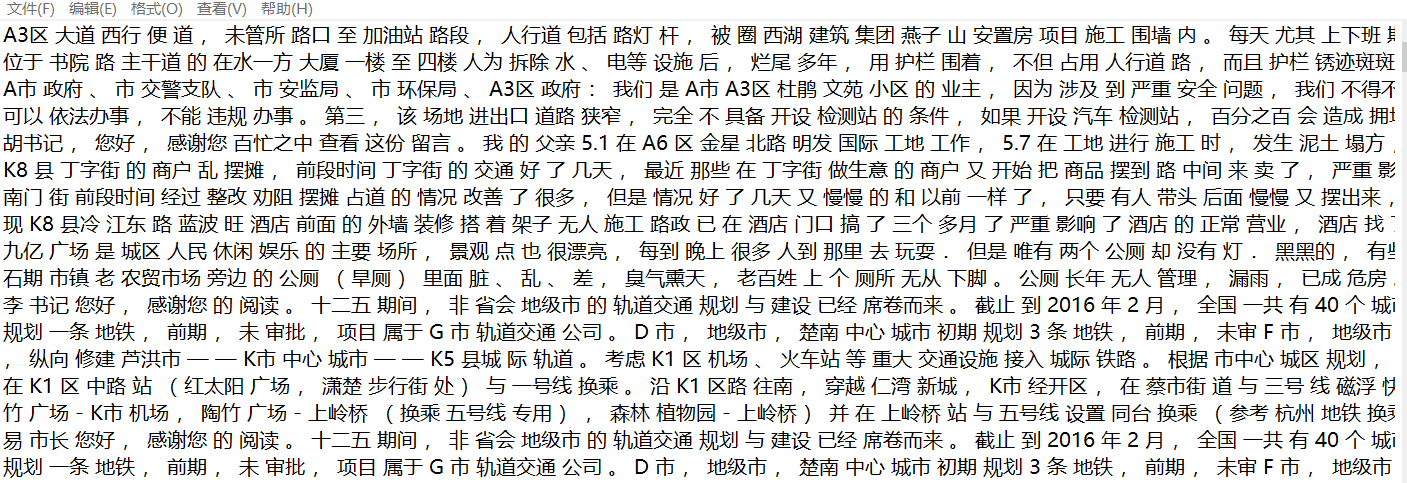 文件(F) 编辑(E) 格式(O) 查看(V) 帮助(H)
A3区 大道 西行 便 道 ， 未管所 路口 至 加油站 路段 ， 人行道 包括 路灯 杆 ， 被 圈 西湖 建筑 集团 燕子 山 安置房 项目 施工 围墙 内 。 每天 尤其 上下班
位于 书院 路 主干道 的 在水一方 大厦 一楼 至 四楼 人为 拆除 水 、 电等 设施 后 ， 烂尾 多年 ， 用 护栏 围着 ， 不但 占用 人行道 路 ， 而且 护栏 锈迹斑斑
A市 政府 、 市 交警支队 、 市 安监局 、 市 环保局 、 A3区 政府 ： 我们 是 A市 A3区 杜鹃 文苑 小区 的 业主 ， 因为 涉及 到 严重 安全 问题 ， 我们 不得不
可以 依法办事 ， 不能 违规 办事 。 第三 ， 该 场地 进出口 道路 狭窄 ， 完全 不 具备 开设 检测站 的 条件 ， 如果 开设 汽车 检测站 ， 百分之百 会 造成 拥堵
胡书记 ， 您好 ， 感谢您 百忙之中 查看 这份 留言 。 我 的 父亲 5.1 在 A6 区 金星 北路 明发 国际 工地 工作 ， 5.7 在 工地 进行 施工 时 ， 发生 泥土 塌方 ，
K8 县 丁字街 的 商户 乱 摆摊 ， 前段时间 丁字街 的 交通 好 了 几天 ， 最近 那些 在 丁字街 做生意 的 商户 又 开始 把 商品 摆到 路 中间 来 卖 了 ， 严重 影
南门 街 前段时间 经过 整改 劝阻 摆摊 占道 的 情况 改善 了 很多 ， 但是 情况 好 了 几天 又 慢慢 的 和 以前 一样 了 ， 只要 有人 带头 后面 慢慢 又 摆出来 ，
现 K8 县冷 江东 路 蓝波 旺 酒店 前面 的 外墙 装修 搭 着 架子 无人 施工 路政 已 在 酒店 门口 搞 了 三个 多月 了 严重 影响 了 酒店 的 正常 营业 ， 酒店 找 了
九亿 广场 是 城区 人民 休闲 娱乐 的 主要 场所 ， 景观 点 也 很漂亮 ， 每到 晚上 很多 人到 那里 去 玩耍 ． 但是 唯有 两个 公厕 却 没有 灯 ． 黑黑的 ， 有些
石期 市镇 老 农贸市场 旁边 的 公厕 （ 旱厕 ） 里面 脏 、 乱 、 差 ， 臭气熏天 ， 老百姓 上 个 厕所 无从 下脚 。 公厕 长年 无人 管理 ， 漏雨 ， 已成 危房 。
李 书记 您好 ， 感谢您 的 阅读 。 十二五 期间 ， 非 省会 地级市 的 轨道交通 规划 与 建设 已经 席卷而来 。 截止 到 2016 年 2 月 ， 全国 一共 有 40 个 城市
规划 一条 地铁 ， 前期 ， 未 审批 ， 项目 属于 G 市 轨道交通 公司 。 D 市 ， 地级市 ， 楚南 中心 城市 初期 规划 3 条 地铁 ， 前期 ， 未审 F 市 ， 地级市
， 纵向 修建 芦洪市 — — K市 中心 城市 — — K5 县城 际 轨道 。 考虑 K1 区 机场 、 火车站 等 重大 交通设施 接入 城际 铁路 。 根据 市中心 城区 规划 ，
在 K1 区 中路 站 （ 红太阳 广场 ， 潇楚 步行街 处 ） 与 一号线 换乘 。 沿 K1 区路 往南 ， 穿越 仁湾 新城 ， K市 经开区 ， 在 蔡市街 道 与 三号 线 磁浮 快
竹 广场 - K市 机场 ， 陶竹 广场 - 上岭桥 （ 换乘 五号线 专用 ） ， 森林 植物园 - 上岭桥 ） 并 在 上岭桥 站 与 五号线 设置 同台 换乘 （ 参考 杭州 地铁 换乘
易 市长 您好 ， 感谢您 的 阅读 。 十二五 期间 ， 非 省会 地级市 的 轨道交通 规划 与 建设 已经 席卷而来 。 截止 到 2016 年 2 月 ， 全国 一共 有 40 个 城市
规划 一条 地铁 ， 前期 ， 未 审批 ， 项目 属于 G 市 轨道交通 公司 。 D 市 ， 地级市 ， 楚南 中心 城市 初期 规划 3 条 地铁 ， 前期 ， 未审 F 市 ， 地级市